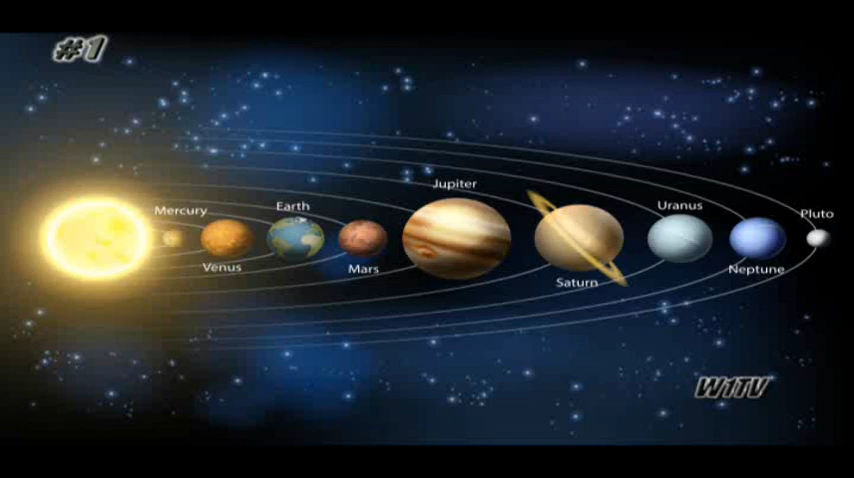 #1
Mercury
Venus
Earth
Mars
Jupiter
Saturn
Uranus
Neptune
Pluto
W1TV